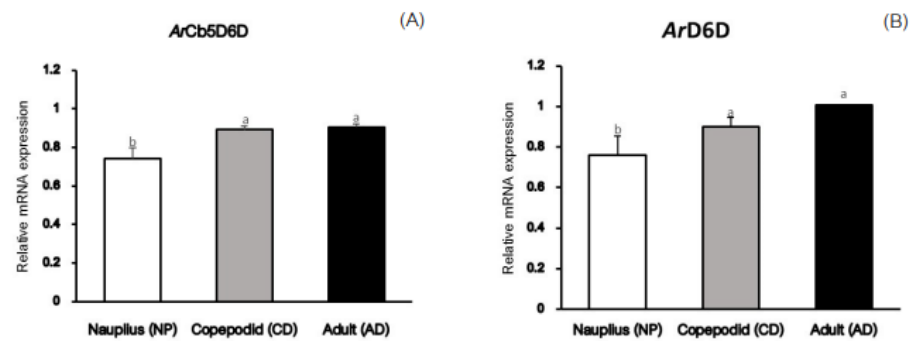 ArCb5D6D (A)
1.2
1
0.8
0.6
0.4
0.2
0
Relative mRNA expression
b
a
a
Nauplius (NP) Copepodid (CD) Adult (AD)
ArD6D (B)
1.2
1
0.8
0.6
0.4
0.2
0
Relative mRNA expression
b
a
a
Nauplius (NP) Copepodid (CD) Adult (AD)